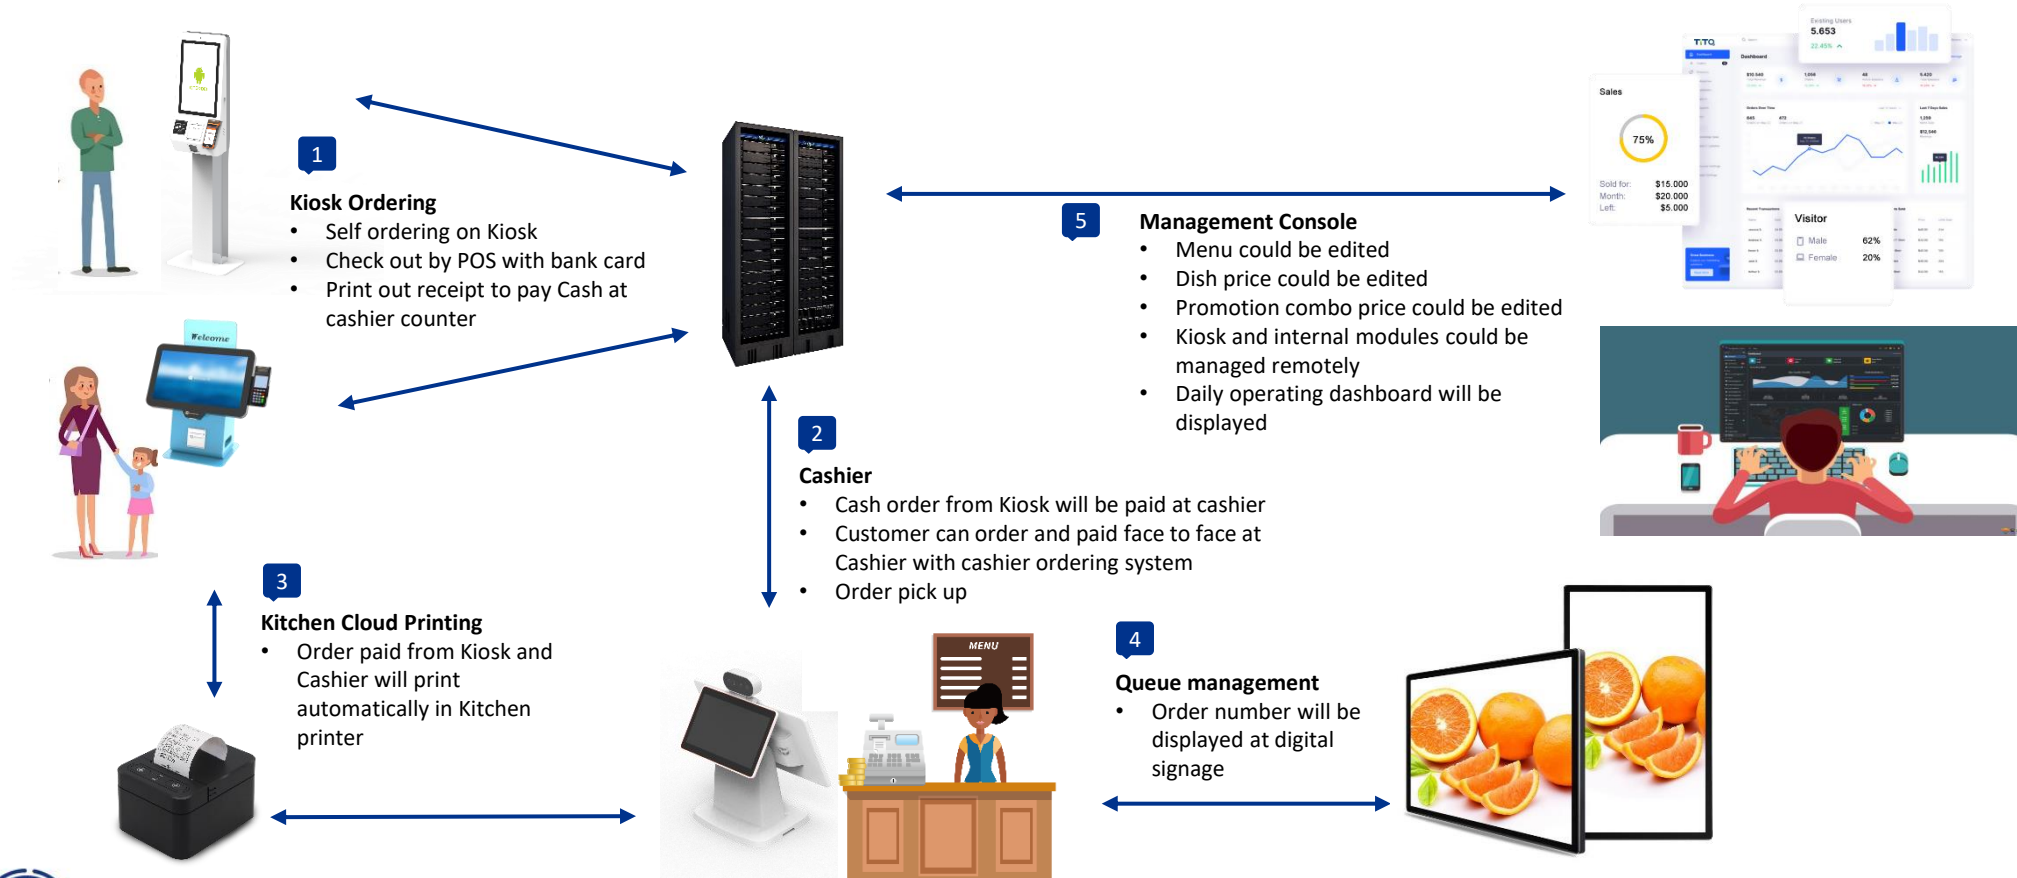 1
Kiosk Ordering
• Self ordering on Kiosk
• Check out by POS with bank card
• Print out receipt to pay Cash at
cashier counter
Welcome
5
Management Console
• Menu could be edited
• Dish price could be edited
• Promotion combo price could be edited
• Kiosk and internal modules could be
managed remotely
• Daily operating dashboard will be
displayed
Existing Users
5.653
22.45%
TITQ
Dashboard
Sales
75%
Sold for: $15.000
Month: $20.000
Left: $5.000
Visitor
Male 62%
Female 20%
2
Cashier
• Cash order from Kiosk will be paid at cashier
• Customer can order and paid face to face at
Cashier with cashier ordering system
• Order pick up
3
Kitchen Cloud Printing
• Order paid from Kiosk and
Cashier will print
automatically in Kitchen
printer
MENU
4
Queue management
• Order number will be
displayed at digital
signage